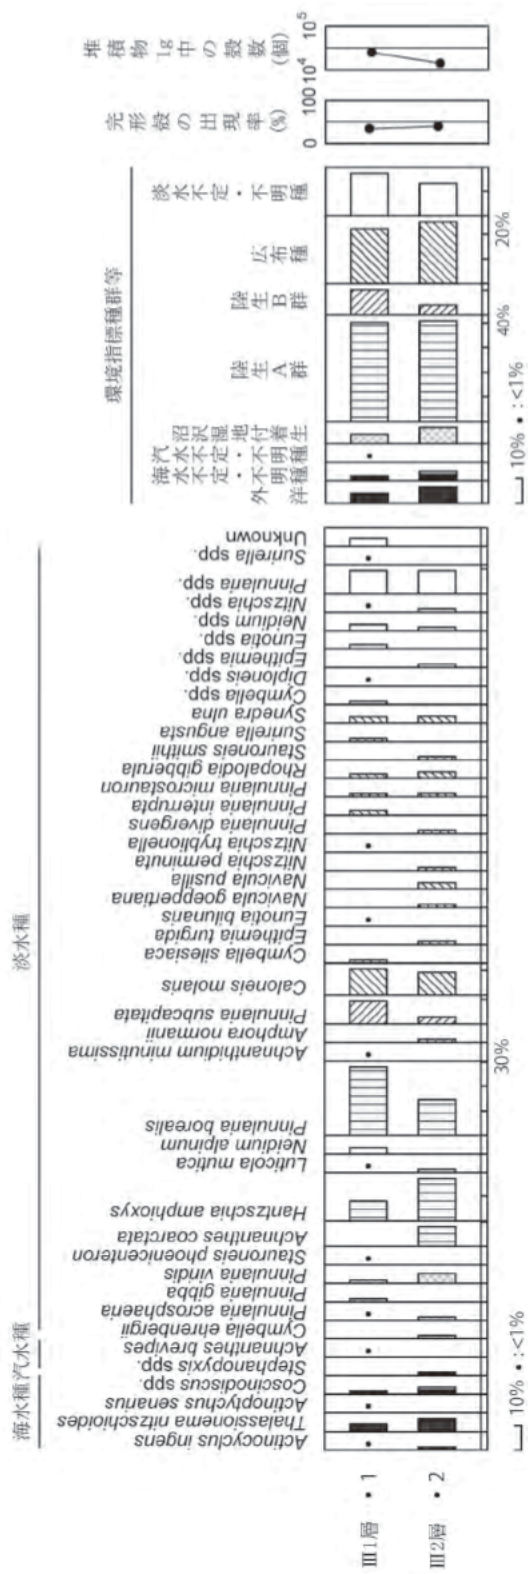 海水種 汽水種 淡水種
Actinocyclus ingens
Thalassionema nitzschioides
Actinoptychus senarius
Coscinodiscus spp.
Stephanopyxis spp.
Achnanthes brevipes
Cymbella ehrenbergii
Pinnularia acrosphaeria
Pinnularia gibba
Pinnularia viridis
Stauroneis phoenicenteron
Achnanthes coarctata
Hantzschia amphioxys
Luticola mutica
Neidium alpinum
Pinnularia borealis
Achnanthidium minutissima
Amphora normanii
Pinnularia subcapitata
Caloneis molaris
Cymbella silesiaca
Epithemia turgida
Eunotia bilunaris
Navicula goeppertiana
Navicula pusilla
Nitzschia perminuta
Nitzschia tryblionella
Pinnularia divergens
Pinnularia interrupta
Pinnularia microstauron
Rhopalodia gibberula
Stauroneis smithii
Surirella angusta
Synedra ulna
Cymbella spp.
Diploneis spp.
Epithemia spp.
Eunotia spp.
Neidium spp.
Nitzschia spp.
Pinnularia spp.
Surirella spp.
Unknown
環境指標種群等
海水不定・不明種
外洋
汽水不定・不明種
沼沢湿地付着生
陸生A群
陸生B群
広布種
淡水不定・不明種
完形殻の出現率(%)
0 100
堆積物1g中の殻数(個)
10⁴ 10⁵
Ⅲ1層 ・1
Ⅲ2層 ・2
10% •:<1%
30%
10% •:<1%
40%
20%